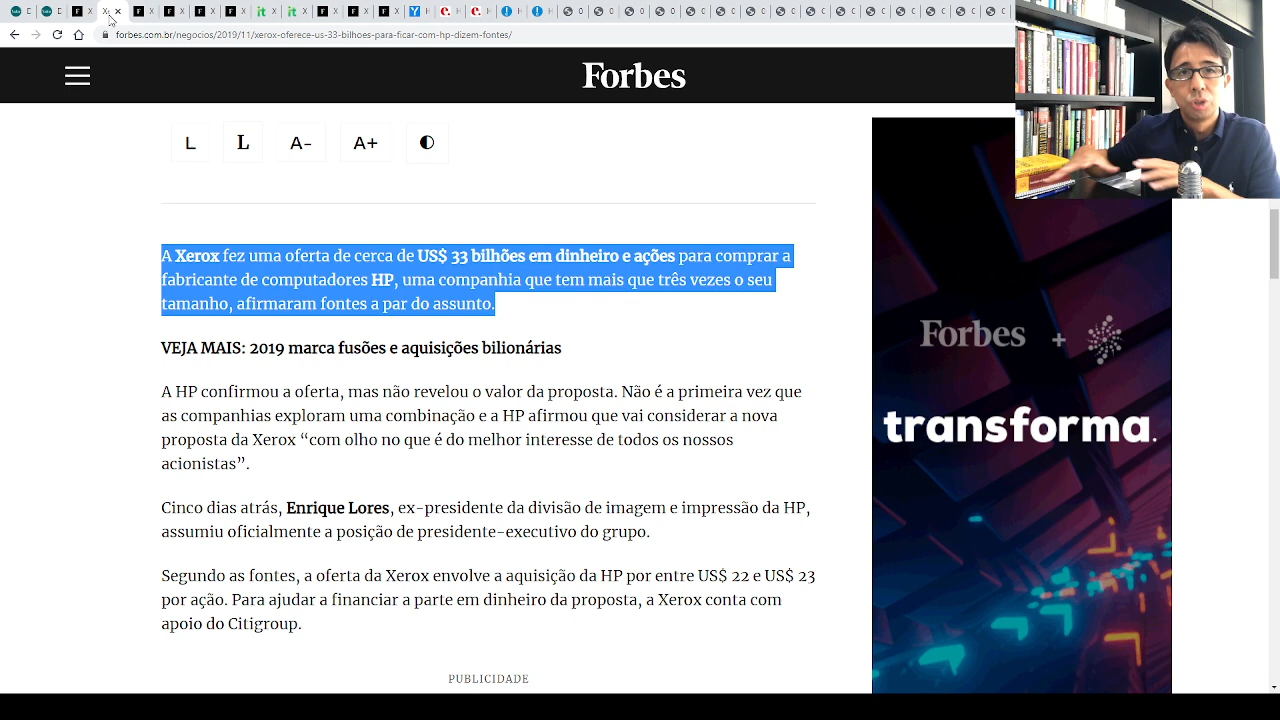 forbes.com.br/negocios/2019/11/xerox-oferece-us-33-bilhoes-para-ficar-com-hp-dizem-fontes/
Forbes
L L A- A+
A Xerox fez uma oferta de cerca de US$ 33 bilhões em dinheiro e ações para comprar a
fabricante de computadores HP, uma companhia que tem mais que três vezes o seu
tamanho, afirmaram fontes a par do assunto.
VEJA MAIS: 2019 marca fusões e aquisições bilionárias
A HP confirmou a oferta, mas não revelou o valor da proposta. Não é a primeira vez que
as companhias exploram uma combinação e a HP afirmou que vai considerar a nova
proposta da Xerox “com olho no que é do melhor interesse de todos os nossos
acionistas”.
Cinco dias atrás, Enrique Lores, ex-presidente da divisão de imagem e impressão da HP,
assumiu oficialmente a posição de presidente-executivo do grupo.
Segundo as fontes, a oferta da Xerox envolve a aquisição da HP por entre US$ 22 e US$ 23
por ação. Para ajudar a financiar a parte em dinheiro da proposta, a Xerox conta com
apoio do Citigroup.
PUBLICIDADE
Forbes +
transforma.